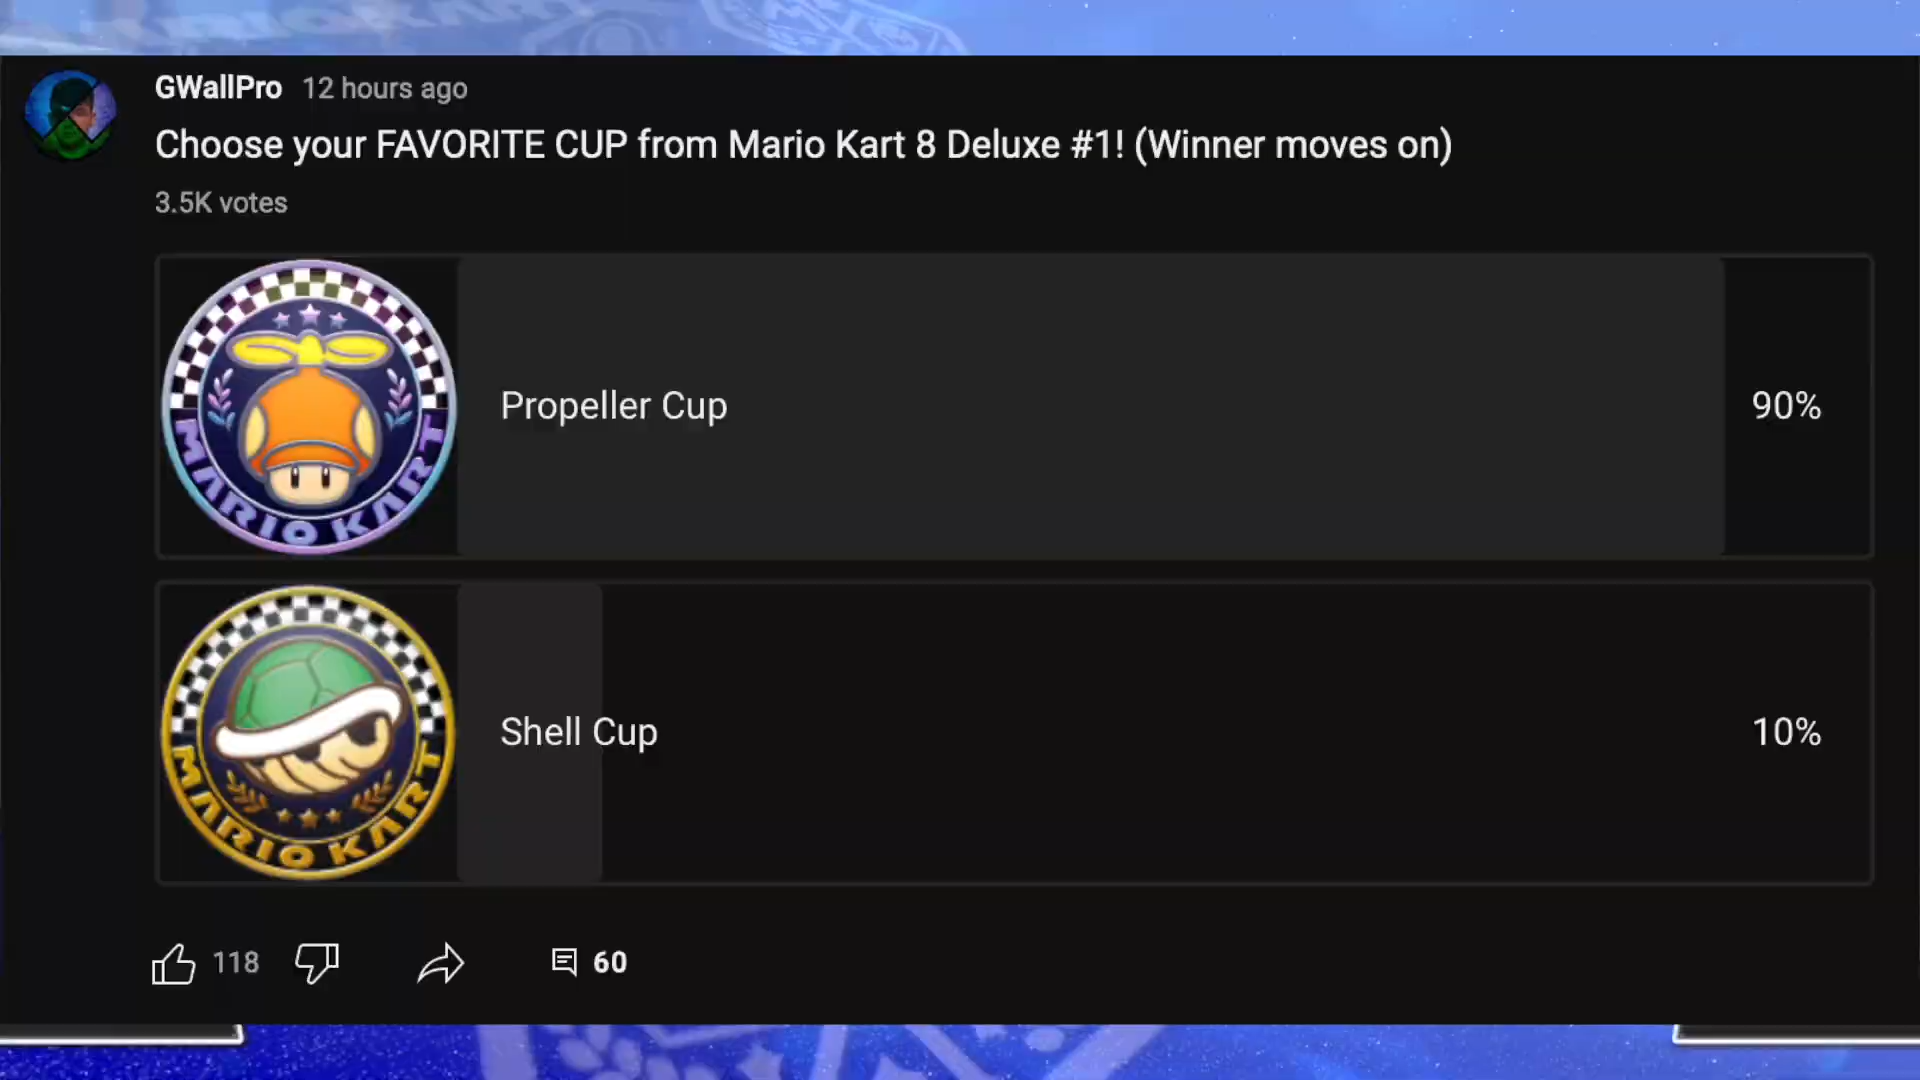 GWallPro 12 hours ago
Choose your FAVORITE CUP from Mario Kart 8 Deluxe #1! (Winner moves on)
3.5K votes
MARIO KART
Propeller Cup 90%
MARIO KART
Shell Cup 10%
118 60